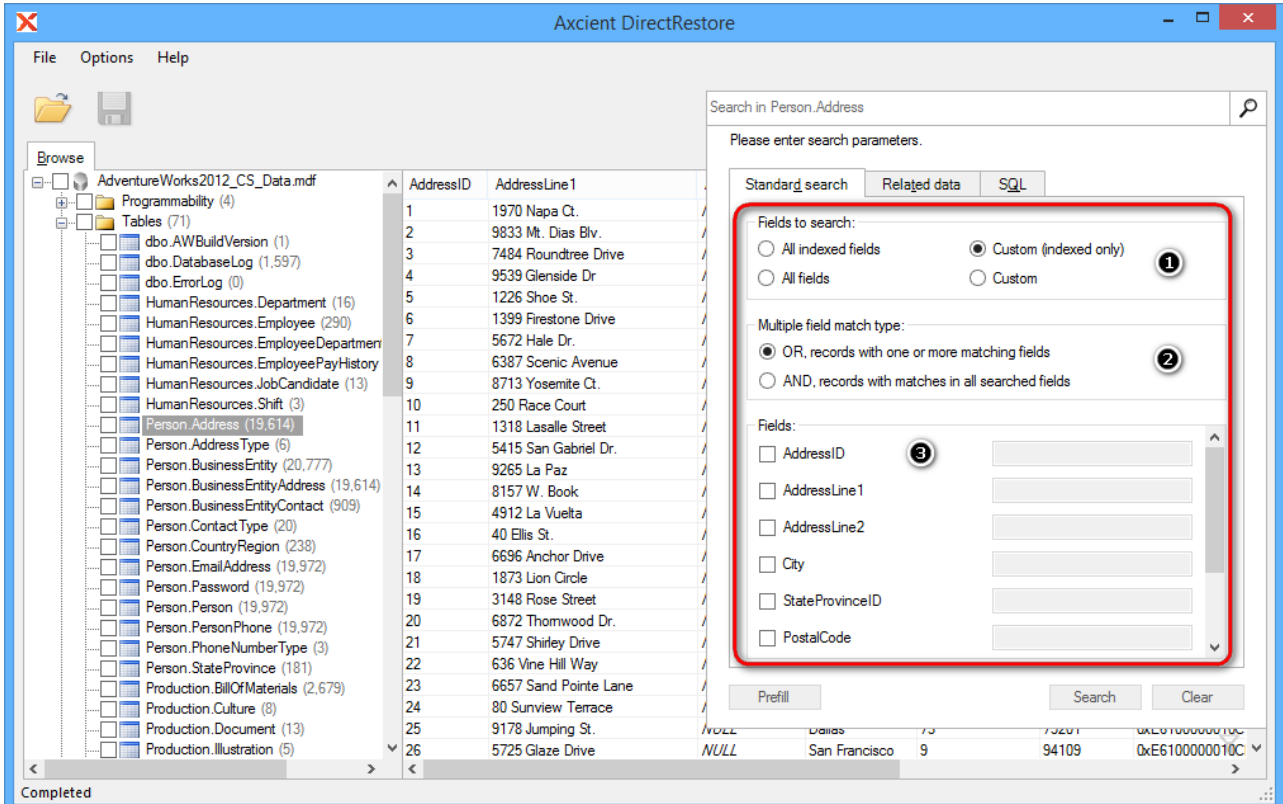 Axcient DirectRestore
File Options Help
Search in Person.Address
Please enter search parameters.
Browse
Standard search Related data SQL
AdventureWorks2012_CS_Data.mdf
Programmability (4)
Tables (71)
dbo.AWBuildVersion (1)
dbo.DatabaseLog (1,597)
dbo.ErrorLog (0)
HumanResources.Department (16)
HumanResources.Employee (290)
HumanResources.EmployeeDepartmen
HumanResources.EmployeePayHistory
HumanResources.JobCandidate (13)
HumanResources.Shift (3)
Person.Address (19,614)
Person.AddressType (6)
Person.BusinessEntity (20,777)
Person.BusinessEntityAddress (19,614)
Person.BusinessEntityContact (909)
Person.ContactType (20)
Person.CountryRegion (238)
Person.EmailAddress (19,972)
Person.Password (19,972)
Person.Person (19,972)
Person.PersonPhone (19,972)
Person.PhoneNumberType (3)
Person.StateProvince (181)
Production.BillOfMaterials (2,679)
Production.Culture (8)
Production.Document (13)
Production.Illustration (5)
AddressID AddressLine1
1 1970 Napa Ct.
2 9833 Mt. Dias Blv.
3 7484 Roundtree Drive
4 9539 Glenside Dr
5 1226 Shoe St.
6 1399 Firestone Drive
7 5672 Hale Dr.
8 6387 Scenic Avenue
9 8713 Yosemite Ct.
10 250 Race Court
11 1318 Lasalle Street
12 5415 San Gabriel Dr.
13 9265 La Paz
14 8157 W. Book
15 4912 La Vuelta
16 40 Ellis St.
17 6696 Anchor Drive
18 1873 Lion Circle
19 3148 Rose Street
20 6872 Thornwood Dr.
21 5747 Shirley Drive
22 636 Vine Hill Way
23 6657 Sand Pointe Lane
24 80 Sunview Terrace
25 9178 Jumping St. NULL Dallas 73 75201 0xE6100000010C
26 5725 Glaze Drive NULL San Francisco 9 94109 0xE6100000010C
Fields to search:
All indexed fields Custom (indexed only) 1
All fields Custom
Multiple field match type:
OR, records with one or more matching fields 2
AND, records with matches in all searched fields
Fields:
AddressID 3
AddressLine1
AddressLine2
City
StateProvinceID
PostalCode
Prefill Search Clear
Completed